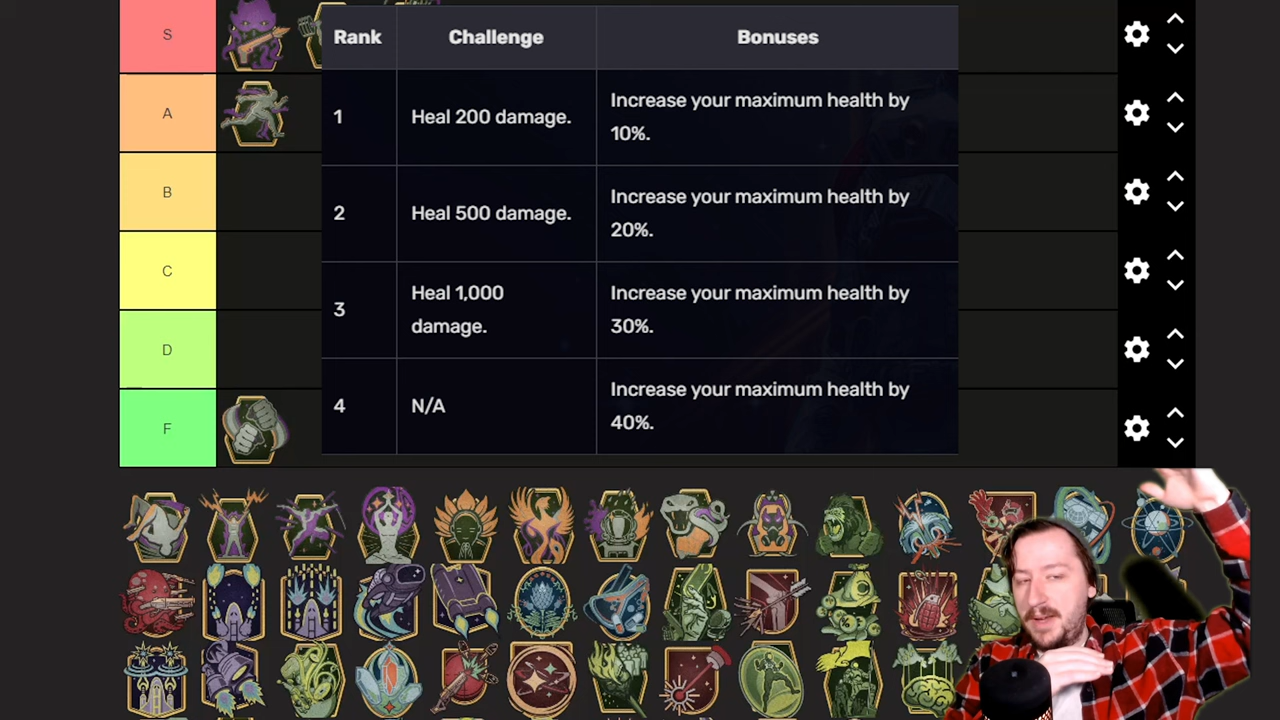 S
A
B
C
D
F
Rank Challenge Bonuses
1 Heal 200 damage. Increase your maximum health by
10%.
2 Heal 500 damage. Increase your maximum health by
20%.
3 Heal 1,000
damage. Increase your maximum health by
30%.
4 N/A Increase your maximum health by
40%.